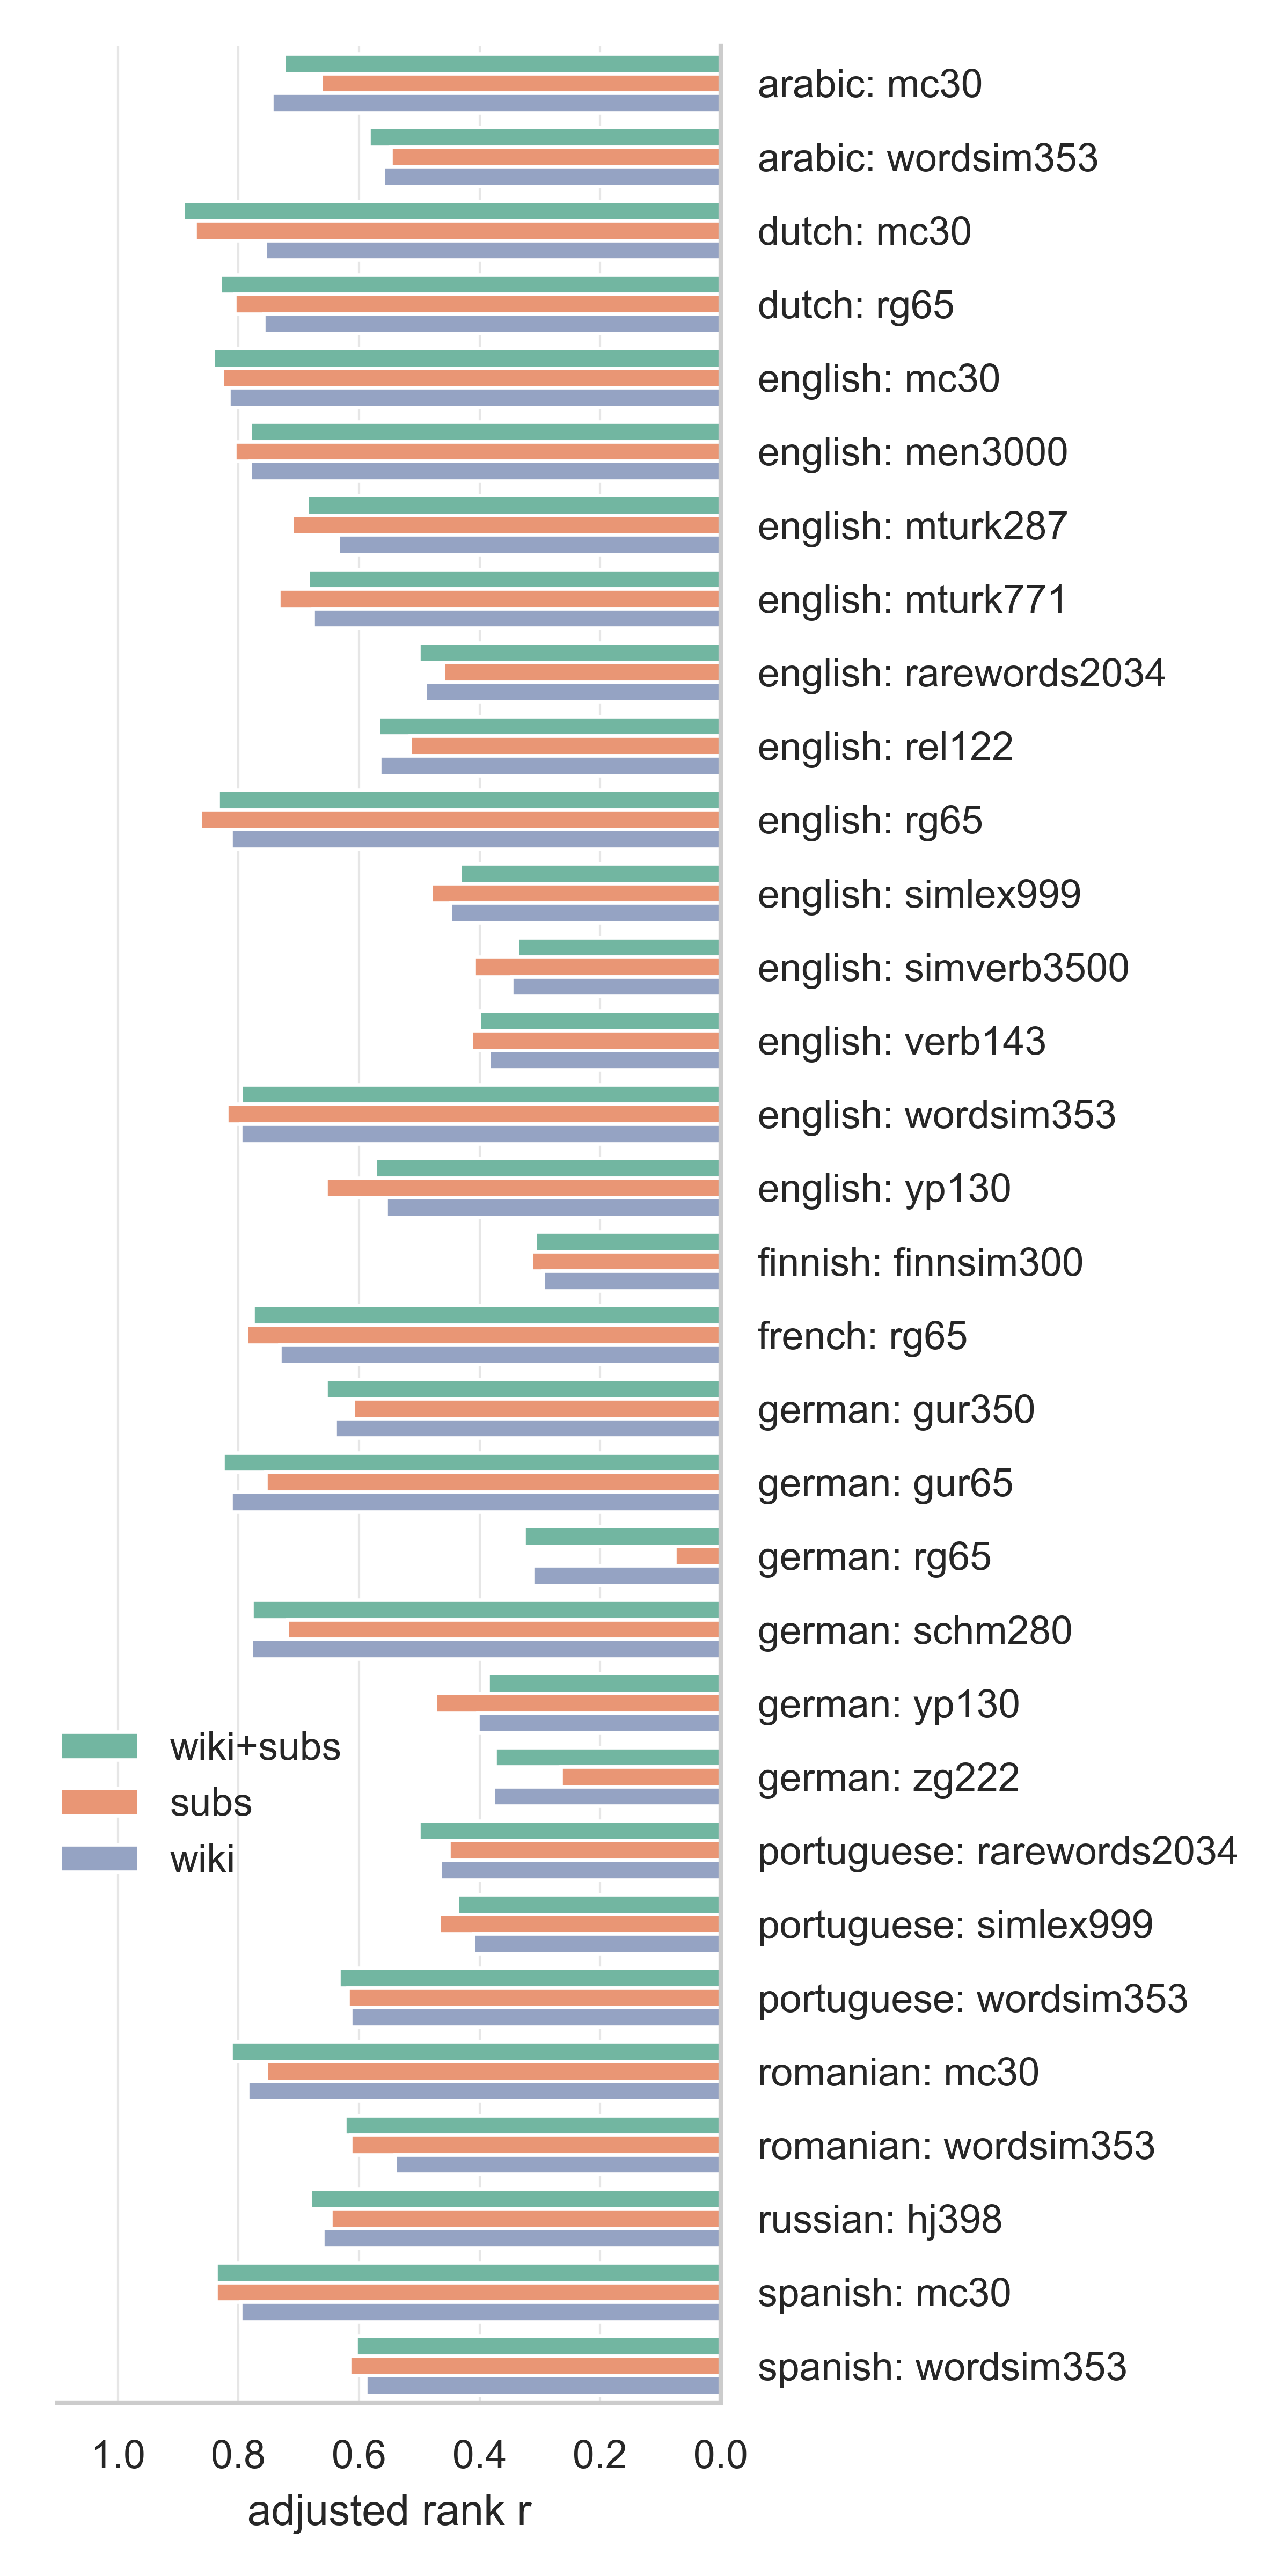 arabic: mc30
arabic: wordsim353
dutch: mc30
dutch: rg65
english: mc30
english: men3000
english: mturk287
english: mturk771
english: rarewords2034
english: rel122
english: rg65
english: simlex999
english: simverb3500
english: verb143
english: wordsim353
english: yp130
finnish: finnsim300
french: rg65
german: gur350
german: gur65
german: rg65
german: schm280
german: yp130
german: zg222
portuguese: rarewords2034
portuguese: simlex999
portuguese: wordsim353
romanian: mc30
romanian: wordsim353
russian: hj398
spanish: mc30
spanish: wordsim353
wiki+subs
subs
wiki
1.0 0.8 0.6 0.4 0.2 0.0
adjusted rank r